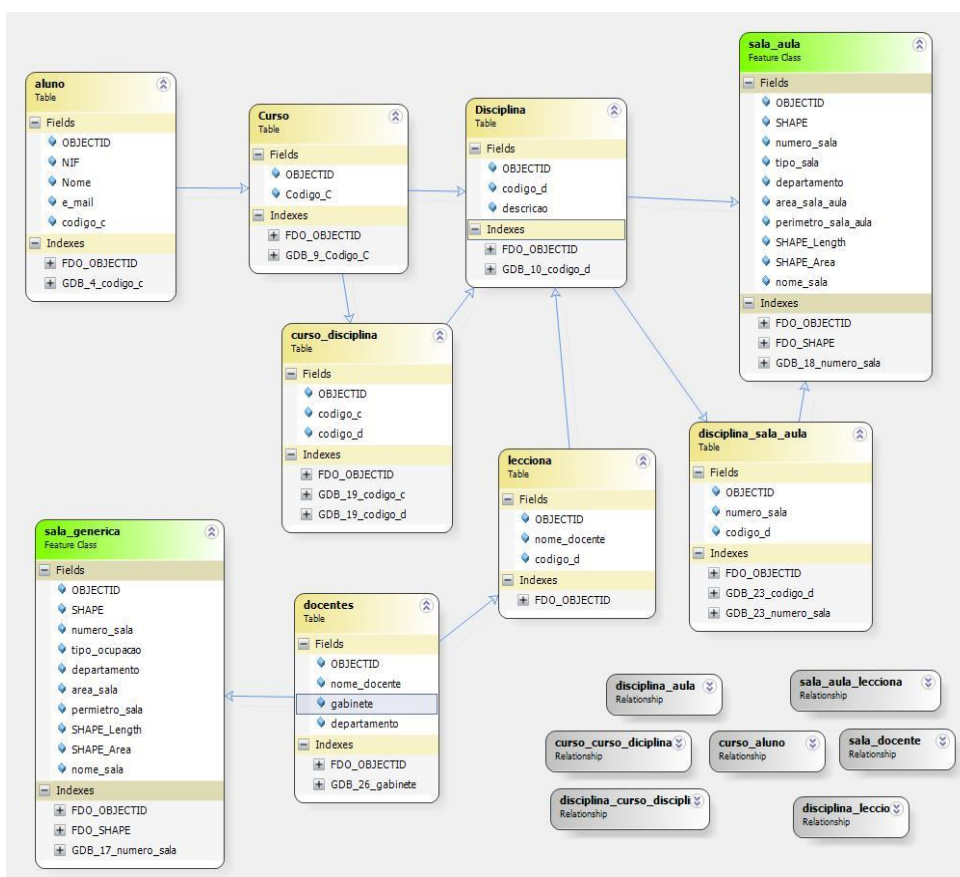 aluno
Table
Fields
OBJECTID
NIF
Nome
e_mail
codigo_c
Indexes
FDO_OBJECTID
GDB_4_codigo_c
Curso
Table
Fields
OBJECTID
Codigo_C
Indexes
FDO_OBJECTID
GDB_9_Codigo_C
Disciplina
Table
Fields
OBJECTID
codigo_d
descricao
Indexes
FDO_OBJECTID
GDB_10_codigo_d
sala_aula
Feature Class
Fields
OBJECTID
SHAPE
numero_sala
tipo_sala
departamento
area_sala_aula
perimetro_sala_aula
SHAPE_Length
SHAPE_Area
nome_sala
Indexes
FDO_OBJECTID
FDO_SHAPE
GDB_18_numero_sala
curso_disciplina
Table
Fields
OBJECTID
codigo_c
codigo_d
Indexes
FDO_OBJECTID
GDB_19_codigo_c
GDB_19_codigo_d
lecciona
Table
Fields
OBJECTID
nome_docente
codigo_d
Indexes
FDO_OBJECTID
disciplina_sala_aula
Table
Fields
OBJECTID
numero_sala
codigo_d
Indexes
FDO_OBJECTID
GDB_23_codigo_d
GDB_23_numero_sala
sala_generica
Feature Class
Fields
OBJECTID
SHAPE
numero_sala
tipo_ocupacao
departamento
area_sala
permietro_sala
SHAPE_Length
SHAPE_Area
nome_sala
Indexes
FDO_OBJECTID
FDO_SHAPE
GDB_17_numero_sala
docentes
Table
Fields
OBJECTID
nome_docente
gabinete
departamento
Indexes
FDO_OBJECTID
GDB_26_gabinete
disciplina_aula
Relationship
sala_aula_lecciona
Relationship
curso_curso_diciplina
Relationship
curso_aluno
Relationship
sala_docente
Relationship
disciplina_curso_discipli
Relationship
disciplina_leccio
Relationship